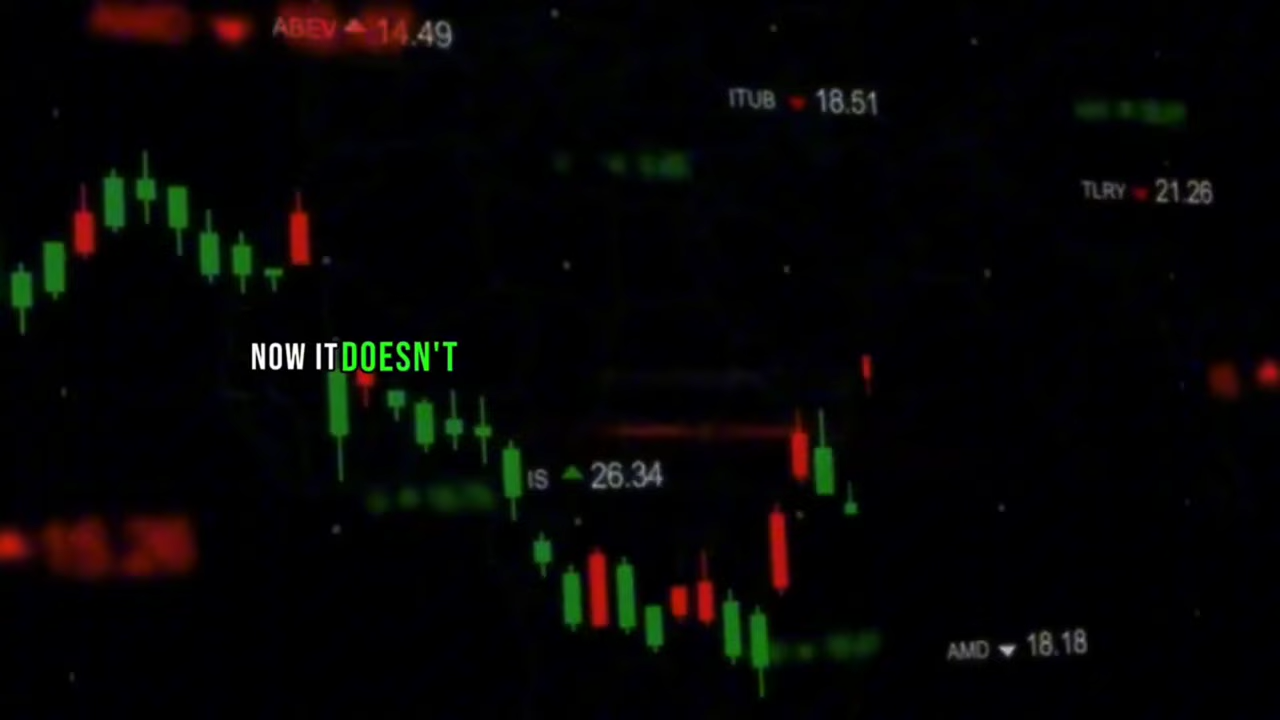 ABEV 14.49
ITUB 18.51
TLRY 21.26
NOW IT DOESN'T
IS 26.34
AMD 18.18